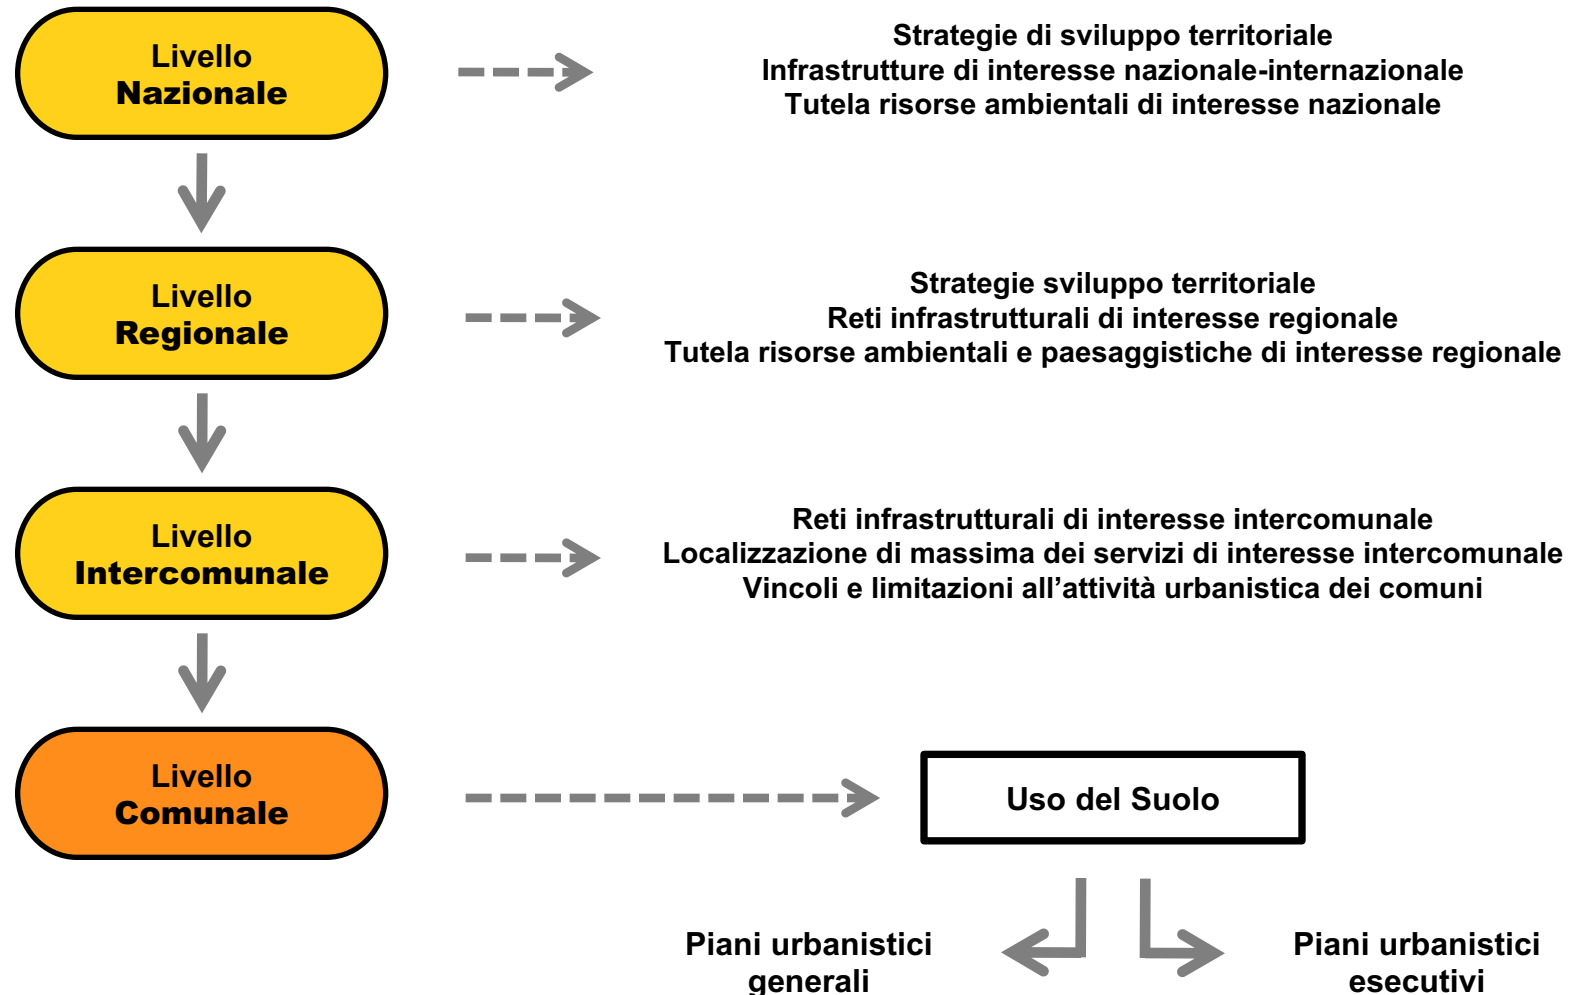 Livello
Nazionale
Strategie di sviluppo territoriale
Infrastrutture di interesse nazionale-internazionale
Tutela risorse ambientali di interesse nazionale
Livello
Regionale
Strategie sviluppo territoriale
Reti infrastrutturali di interesse regionale
Tutela risorse ambientali e paesaggistiche di interesse regionale
Livello
Intercomunale
Reti infrastrutturali di interesse intercomunale
Localizzazione di massima dei servizi di interesse intercomunale
Vincoli e limitazioni all’attività urbanistica dei comuni
Livello
Comunale
Uso del Suolo
Piani urbanistici
generali
Piani urbanistici
esecutivi